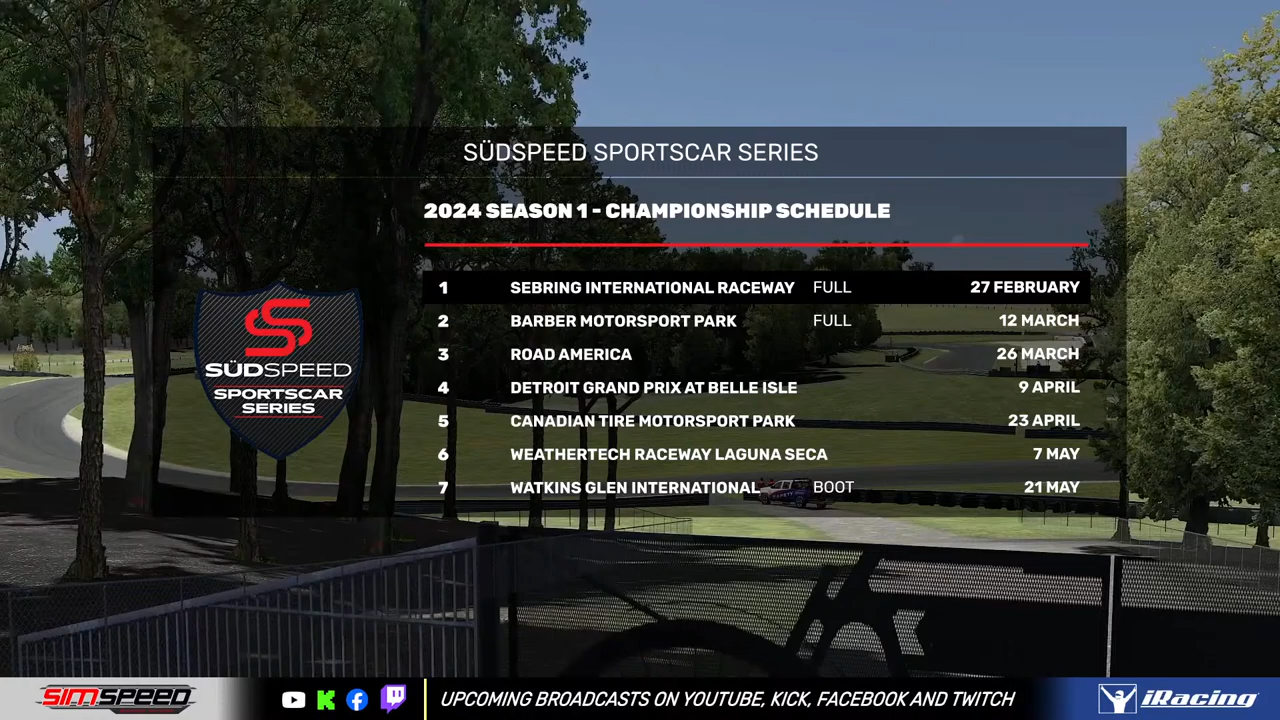 SÜDSPEED SPORTSCAR SERIES
2024 SEASON 1 - CHAMPIONSHIP SCHEDULE
1 SEBRING INTERNATIONAL RACEWAY FULL 27 FEBRUARY
2 BARBER MOTORSPORT PARK FULL 12 MARCH
3 ROAD AMERICA 26 MARCH
4 DETROIT GRAND PRIX AT BELLE ISLE 9 APRIL
5 CANADIAN TIRE MOTORSPORT PARK 23 APRIL
6 WEATHERTECH RACEWAY LAGUNA SECA 7 MAY
7 WATKINS GLEN INTERNATIONAL BOOT 21 MAY
SÜDSPEED
SPORTSCAR
SERIES
SAFETY
SIMSPEED
UPCOMING BROADCASTS ON YOUTUBE, KICK, FACEBOOK AND TWITCH
iRacing